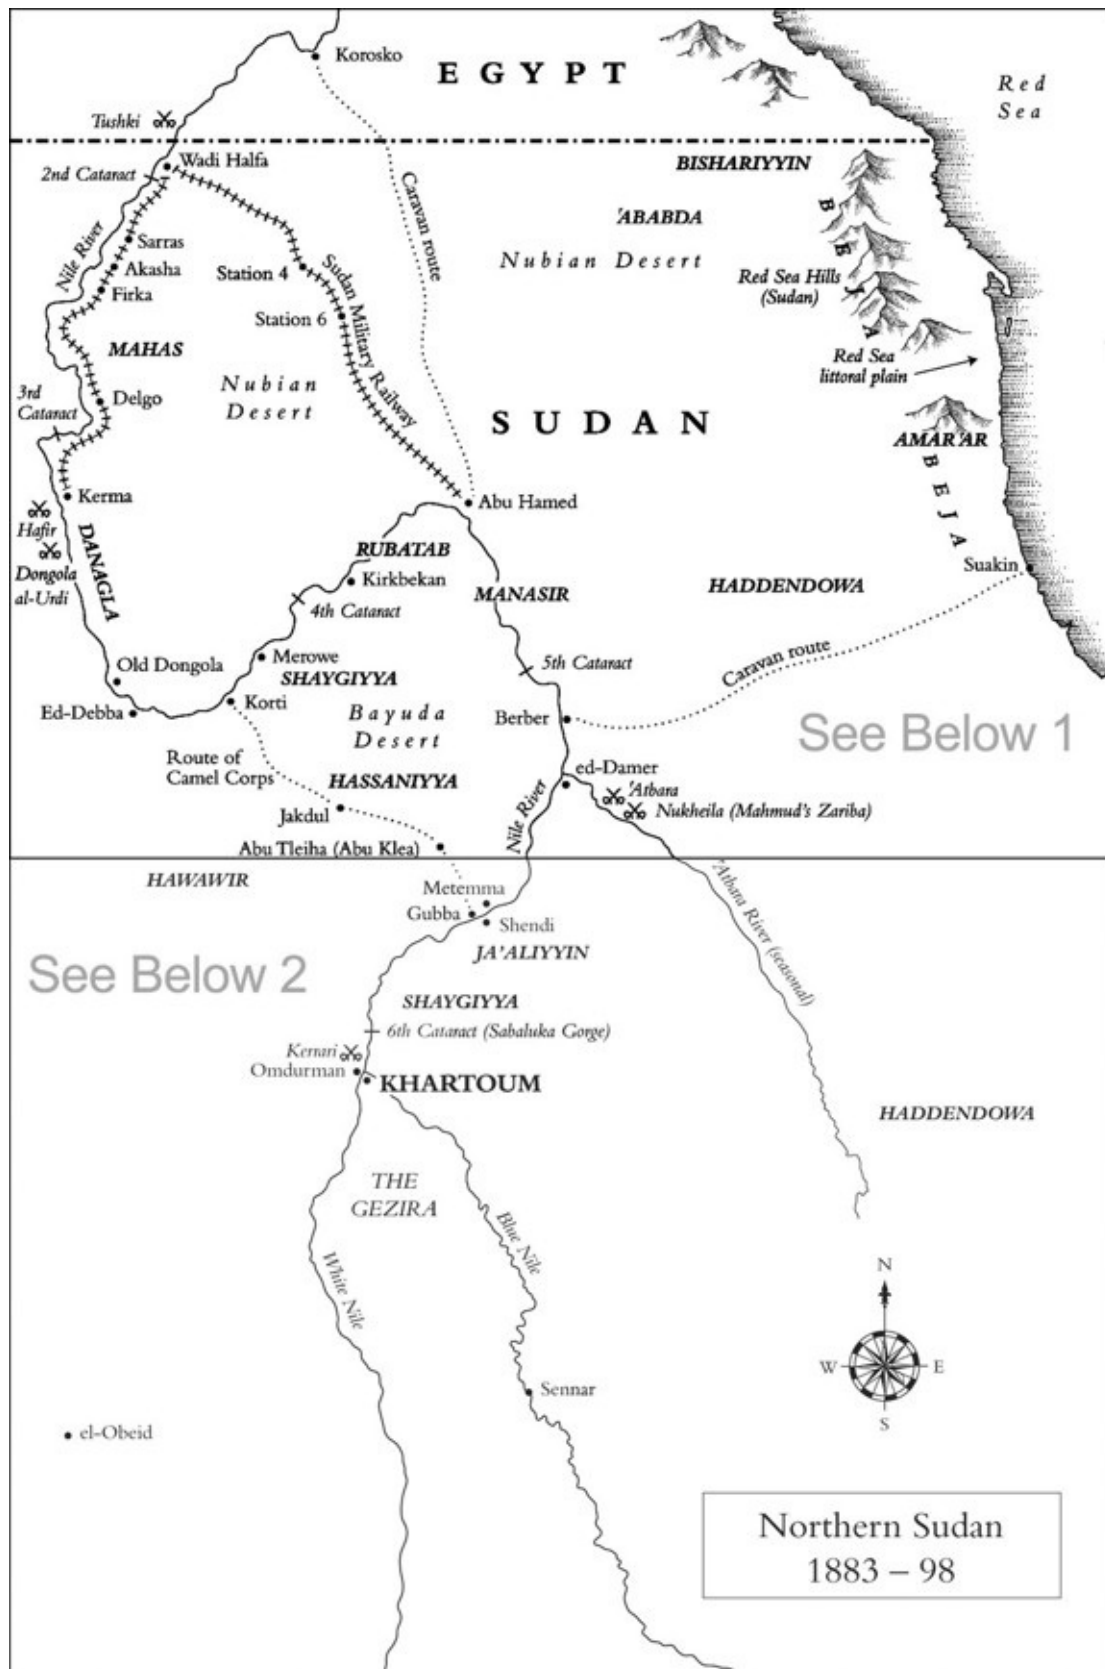 Korosko
EGYPT
Red
Sea
Tushki
Wadi Halfa
2nd Cataract
BISHARIYYIN
Caravan route
'ABABDA
BEJA
Nile River
Sarras
Akasha
Firka
Station 4
Sudan Military Railway
Nubian Desert
Red Sea Hills
(Sudan)
Station 6
MAHAS
Red Sea
littoral plain
Nubian
Desert
3rd
Cataract
Delgo
SUDAN
AMAR'AR
BEJA
Kerma
Abu Hamed
Hafir
DANAGLA
Dongola
al-Urdi
RUBATAB
Kirkbekan
4th Cataract
MANASIR
HADDENDOWA
Suakin
Old Dongola
Merowe
SHAYGIYYA
5th Cataract
Caravan route
Ed-Debba
Korti
Bayuda
Desert
Berber
See Below 1
Route of
Camel Corps
HASSANIYYA
ed-Damer
'Atbara
Nukheila (Mahmud's Zariba)
Jakdul
Nile River
Abu Tleiha (Abu Klea)
HAWAWIR
Metemma
Gubba
Shendi
'Atbara River (seasonal)
JA'ALIYYIN
See Below 2
SHAYGIYYA
6th Cataract (Sabaluka Gorge)
Kerrari
Omdurman
KHARTOUM
HADDENDOWA
THE
GEZIRA
Blue Nile
White Nile
N
W
E
S
Sennar
el-Obeid
Northern Sudan
1883 – 98